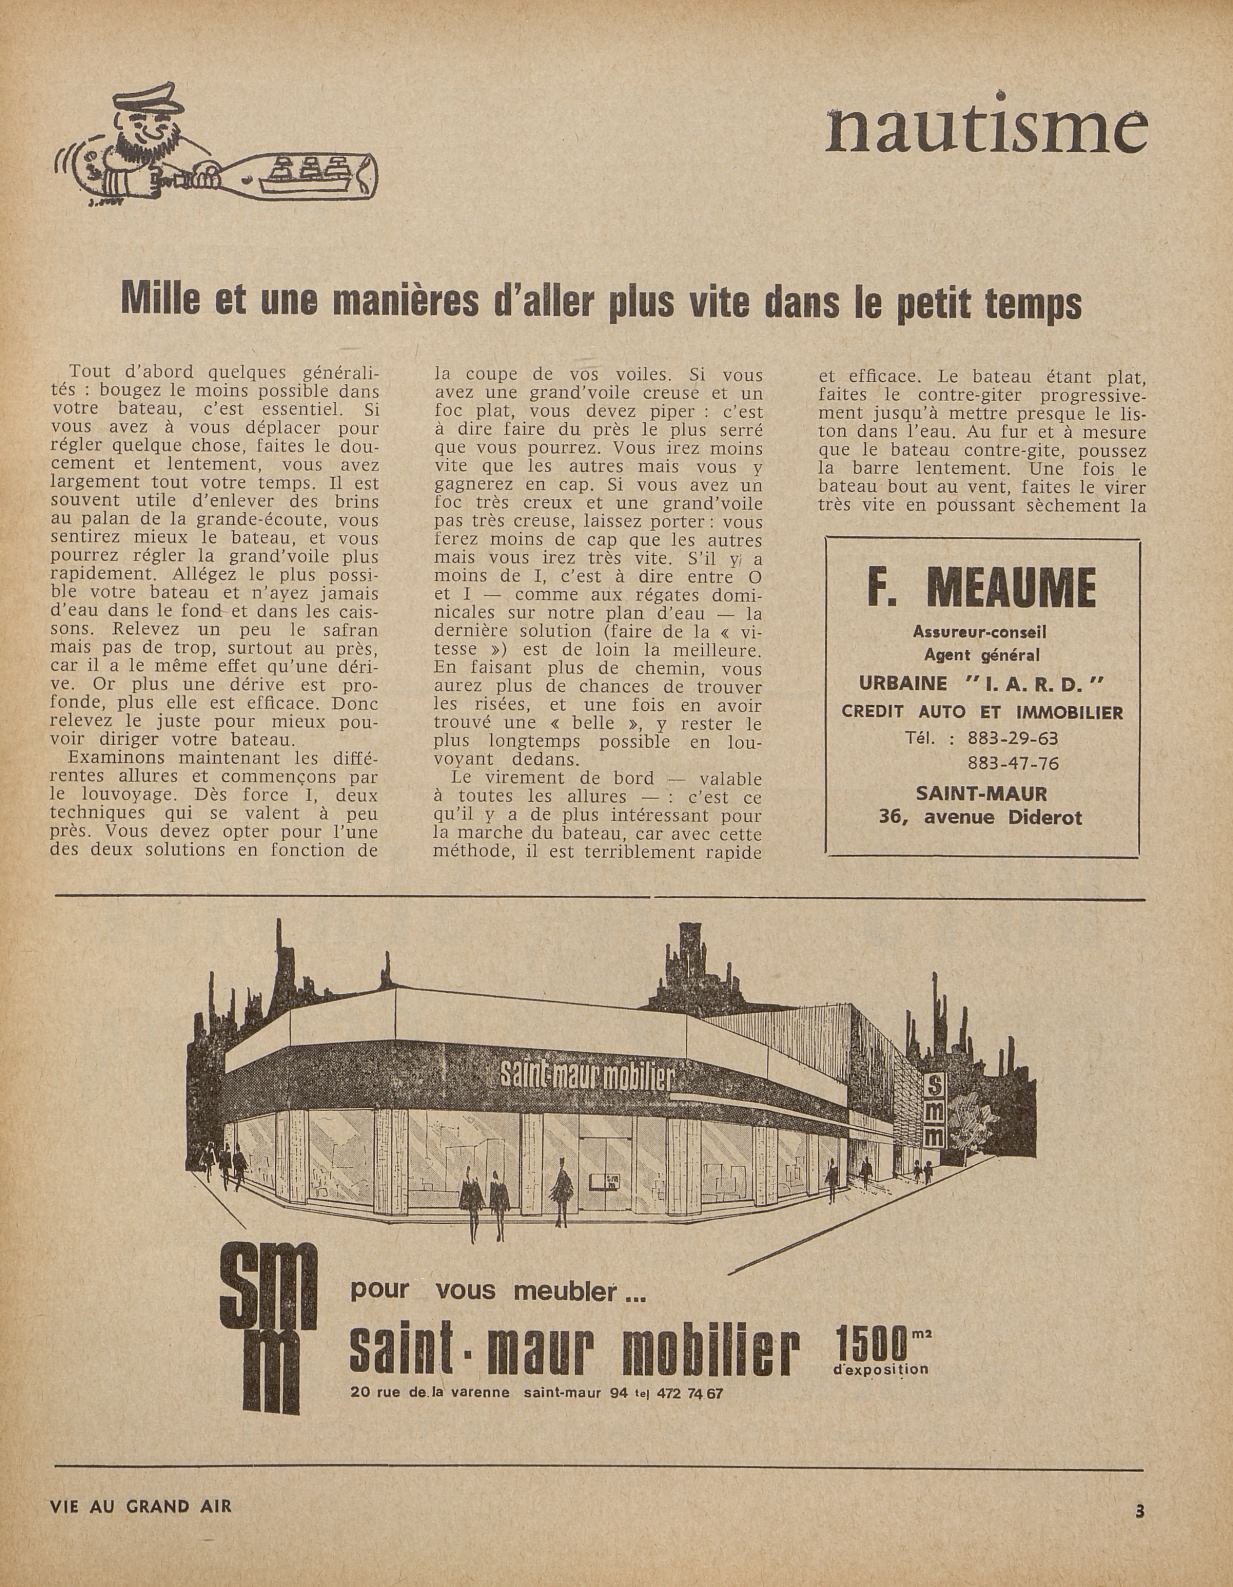 nautisme
Mille et une manières d'aller plus vite dans le petit temps
Tout d'abord quelques générali-
tés : bougez le moins possible dans
votre bateau, c'est essentiel. Si
vous avez à vous déplacer pour
régler quelque chose, faites le dou-
cement et lentement, vous avez
largement tout votre temps. Il est
souvent utile d'enlever des brins
au palan de la grande-écoute, vous
sentirez mieux le bateau, et vous
pourrez régler la grand'voile plus
rapidement. Allégez le plus possi-
ble votre bateau et n'ayez jamais
d'eau dans le fond et dans les cais-
sons. Relevez un peu le safran
mais pas de trop, surtout au près,
car il a le même effet qu'une déri-
ve. Or plus une dérive est pro-
fonde, plus elle est efficace. Donc
relevez le juste pour mieux pou-
voir diriger votre bateau.
Examinons maintenant les diffé-
rentes allures et commençons par
le louvoyage. Dès force I, deux
techniques qui se valent à peu
près. Vous devez opter pour l'une
des deux solutions en fonction de
la coupe de vos voiles. Si vous
avez une grand'voile creuse et un
foc plat, vous devez piper : c'est
à dire faire du près le plus serré
que vous pourrez. Vous irez moins
vite que les autres mais vous y
gagnerez en cap. Si vous avez un
foc très creux et une grand'voile
pas très creuse, laissez porter : vous
ferez moins de cap que les autres
mais vous irez très vite. S'il y a
moins de I, c'est à dire entre O
et I — comme aux régates domi-
nicales sur notre plan d'eau — la
dernière solution (faire de la « vi-
tesse ») est de loin la meilleure.
En faisant plus de chemin, vous
aurez plus de chances de trouver
les risées, et une fois en avoir
trouvé une « belle », y rester le
plus longtemps possible en lou-
voyant dedans.
Le virement de bord — valable
à toutes les allures — : c'est ce
qu'il y a de plus intéressant pour
la marche du bateau, car avec cette
méthode, il est terriblement rapide
et efficace. Le bateau étant plat,
faites le contre-giter progressive-
ment jusqu'à mettre presque le lis-
ton dans l'eau. Au fur et à mesure
que le bateau contre-gite, poussez
la barre lentement. Une fois le
bateau bout au vent, faites le virer
très vite en poussant sèchement la
F. MEAUME
Assureur-conseil
Agent général
URBAINE "I. A. R. D."
CREDIT AUTO ET IMMOBILIER
Tél. : 883-29-63
883-47-76
SAINT-MAUR
36, avenue Diderot
saint-maur mobilier
s
m
m
sm
m
pour vous meubler...
saint-maur mobilier 1500 m2
d'exposition
20 rue de la varenne saint-maur 94 tel 472 74 67
VIE AU GRAND AIR
3